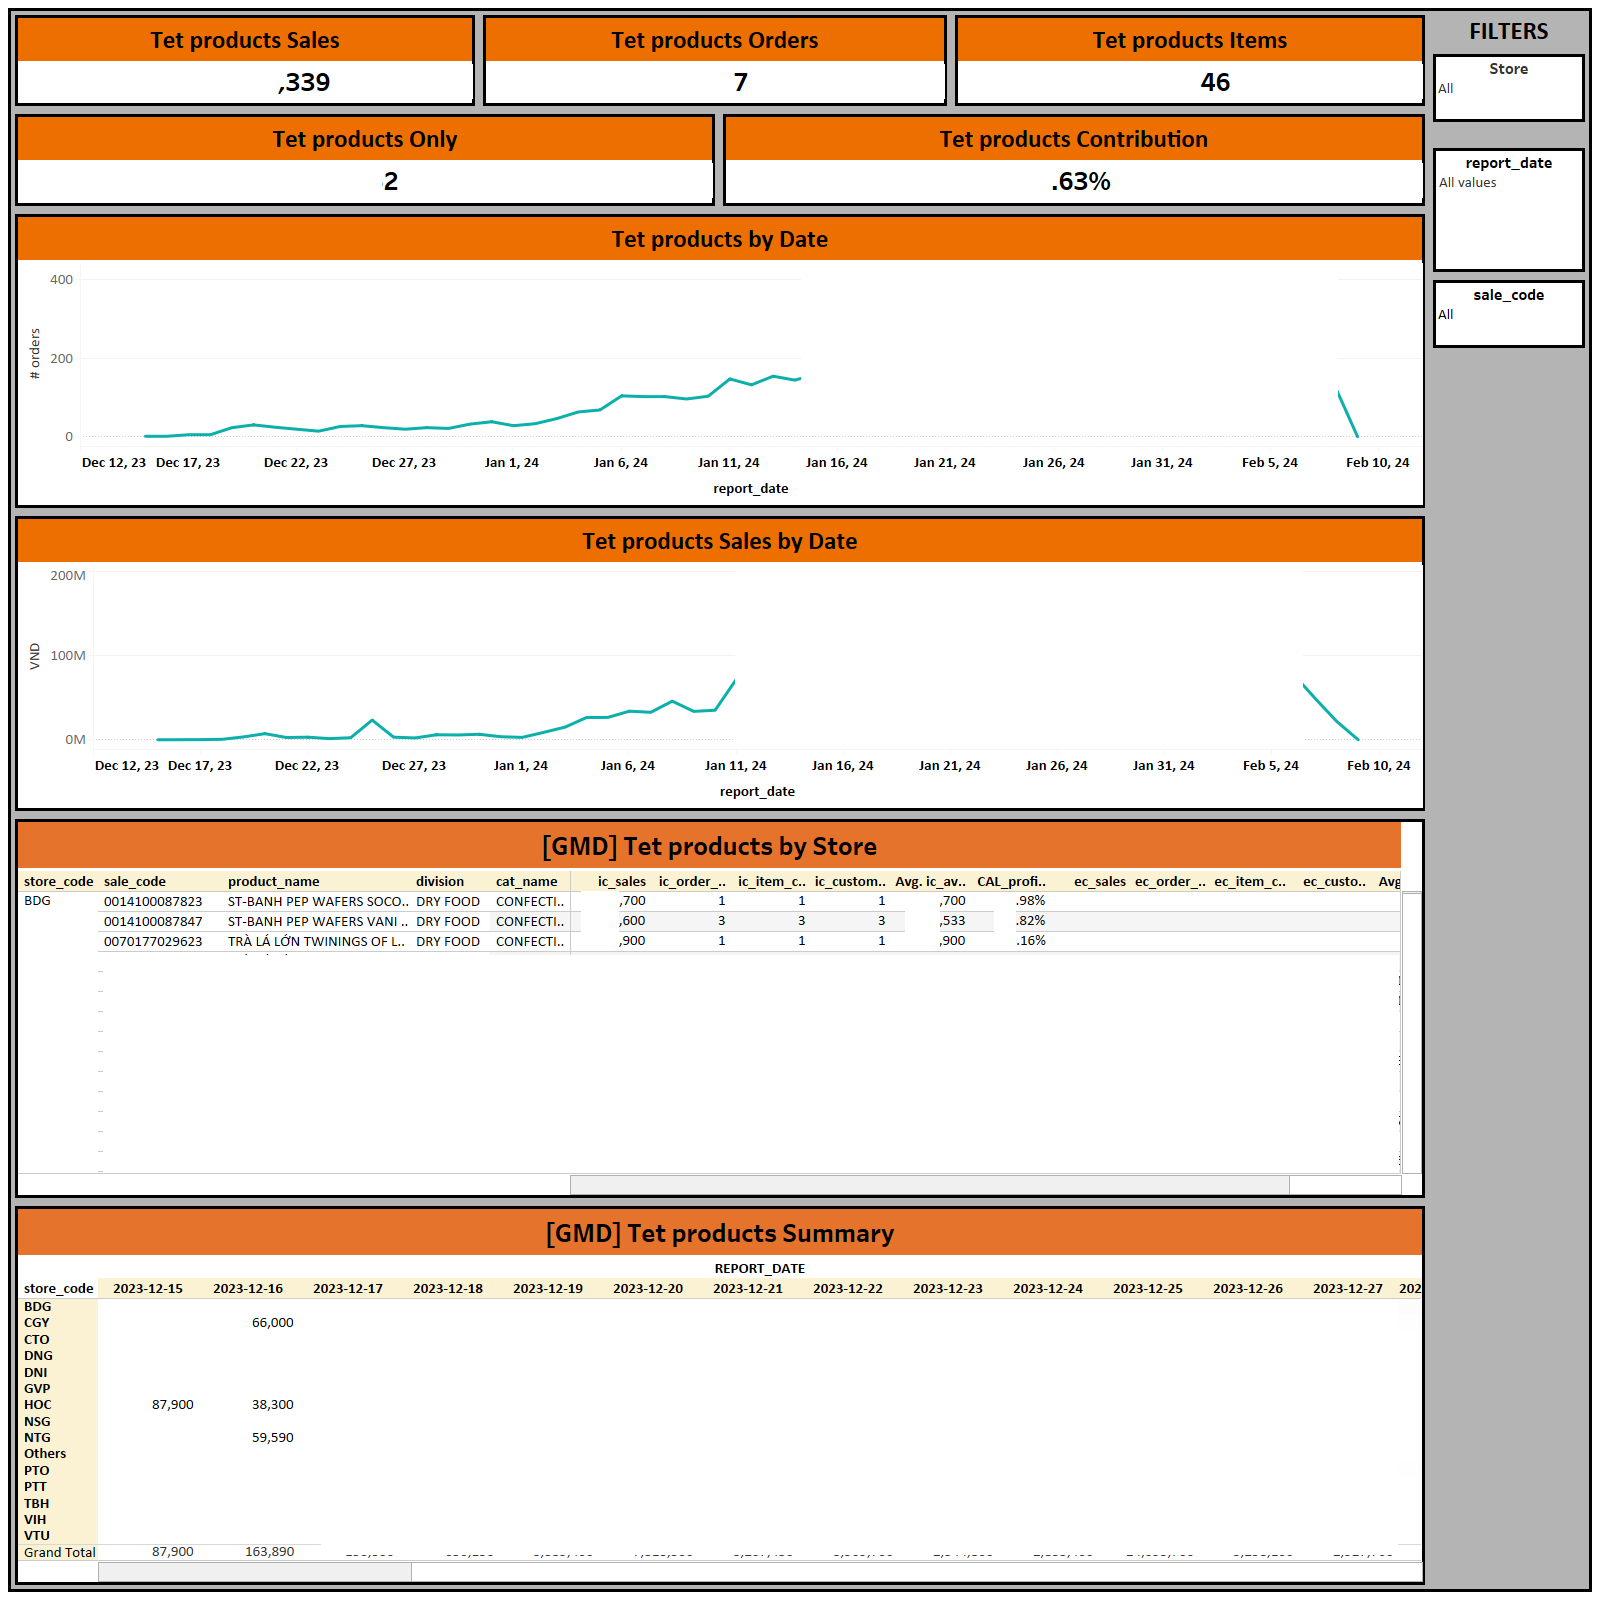 Tet products Sales
,339
Tet products Orders
7
Tet products Items
46
FILTERS
Store
All
report_date
All values
sale_code
All
Tet products Only
2
Tet products Contribution
.63%
Tet products by Date
400
200
0
# orders
Dec 12, 23 Dec 17, 23 Dec 22, 23 Dec 27, 23 Jan 1, 24 Jan 6, 24 Jan 11, 24 Jan 16, 24 Jan 21, 24 Jan 26, 24 Jan 31, 24 Feb 5, 24 Feb 10, 24
report_date
Tet products Sales by Date
200M
100M
0M
VND
Dec 12, 23 Dec 17, 23 Dec 22, 23 Dec 27, 23 Jan 1, 24 Jan 6, 24 Jan 11, 24 Jan 16, 24 Jan 21, 24 Jan 26, 24 Jan 31, 24 Feb 5, 24 Feb 10, 24
report_date
[GMD] Tet products by Store
store_code sale_code product_name division cat_name ic_sales ic_order_.. ic_item_c.. ic_custom.. Avg. ic_av.. CAL_profi.. ec_sales ec_order_.. ec_item_c.. ec_custo.. Avg
BDG 0014100087823 ST-BANH PEP WAFERS SOCO.. DRY FOOD CONFECTI.. ,700 1 1 1 ,700 .98%
0014100087847 ST-BANH PEP WAFERS VANI .. DRY FOOD CONFECTI.. ,600 3 3 3 ,533 .82%
0070177029623 TRÀ LÁ LỚN TWININGS OF L.. DRY FOOD CONFECTI.. ,900 1 1 1 ,900 .16%
[GMD] Tet products Summary
REPORT_DATE
store_code 2023-12-15 2023-12-16 2023-12-17 2023-12-18 2023-12-19 2023-12-20 2023-12-21 2023-12-22 2023-12-23 2023-12-24 2023-12-25 2023-12-26 2023-12-27 202
BDG
CGY 66,000
CTO
DNG
DNI
GVP
HOC 87,900 38,300
NSG
NTG 59,590
Others
PTO
PTT
TBH
VIH
VTU
Grand Total 87,900 163,890